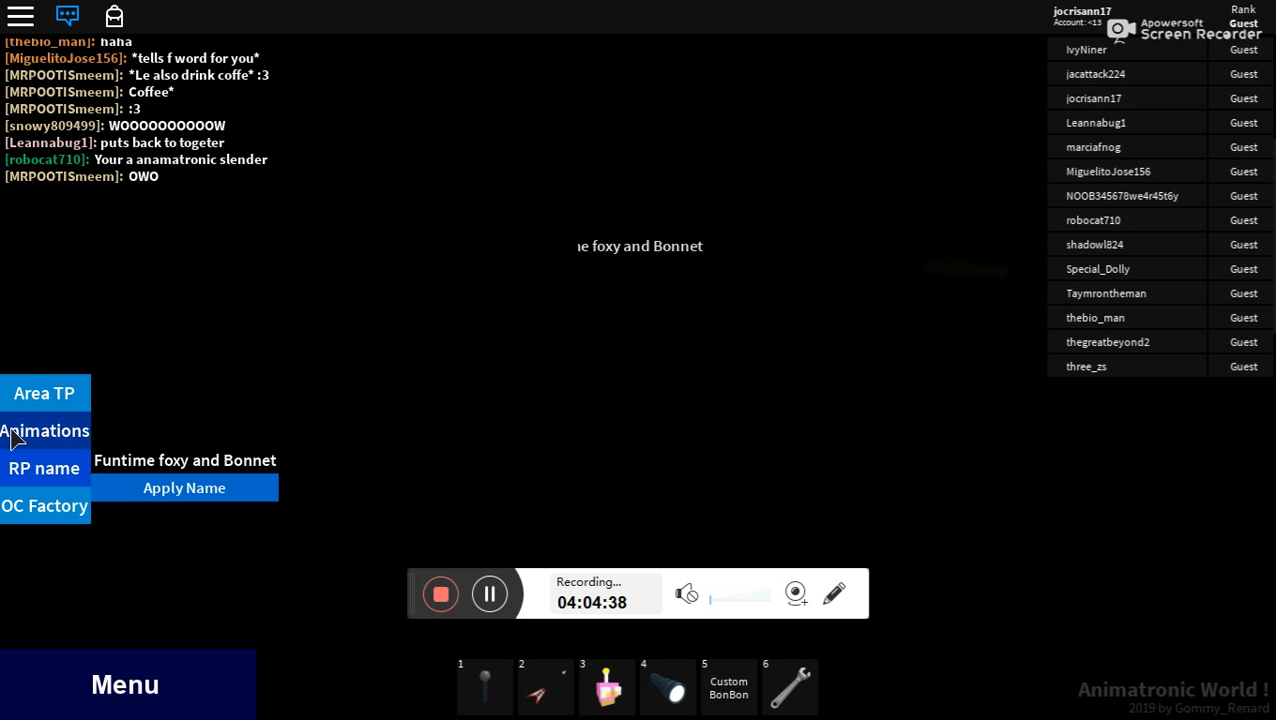 jocrisann17
Account: <13
Rank
Guest
Apowersoft
Screen Recorder
[thebio_man]: haha
[MiguelitoJose156]: *tells f word for you*
[MRPOOTISmeem]: *Le also drink coffe* :3
[MRPOOTISmeem]: Coffee*
[MRPOOTISmeem]: :3
[snowy809499]: WOOOOOOOOOOW
[Leannabug1]: puts back to togeter
[robocat710]: Your a anamatronic slender
[MRPOOTISmeem]: OWO
IvyNiner Guest
jacattack224 Guest
jocrisann17 Guest
Leannabug1 Guest
marciafnog Guest
MiguelitoJose156 Guest
NOOB345678we4r45t6y Guest
robocat710 Guest
shadowl824 Guest
Special_Dolly Guest
Taymrontheman Guest
thebio_man Guest
thegreatbeyond2 Guest
three_zs Guest
ne foxy and Bonnet
Area TP
Animations
RP name
OC Factory
Funtime foxy and Bonnet
Apply Name
Recording...
04:04:38
Menu
1
2
3
4
5
Custom
BonBon
6
Animatronic World !
2019 by Gommy_Renard